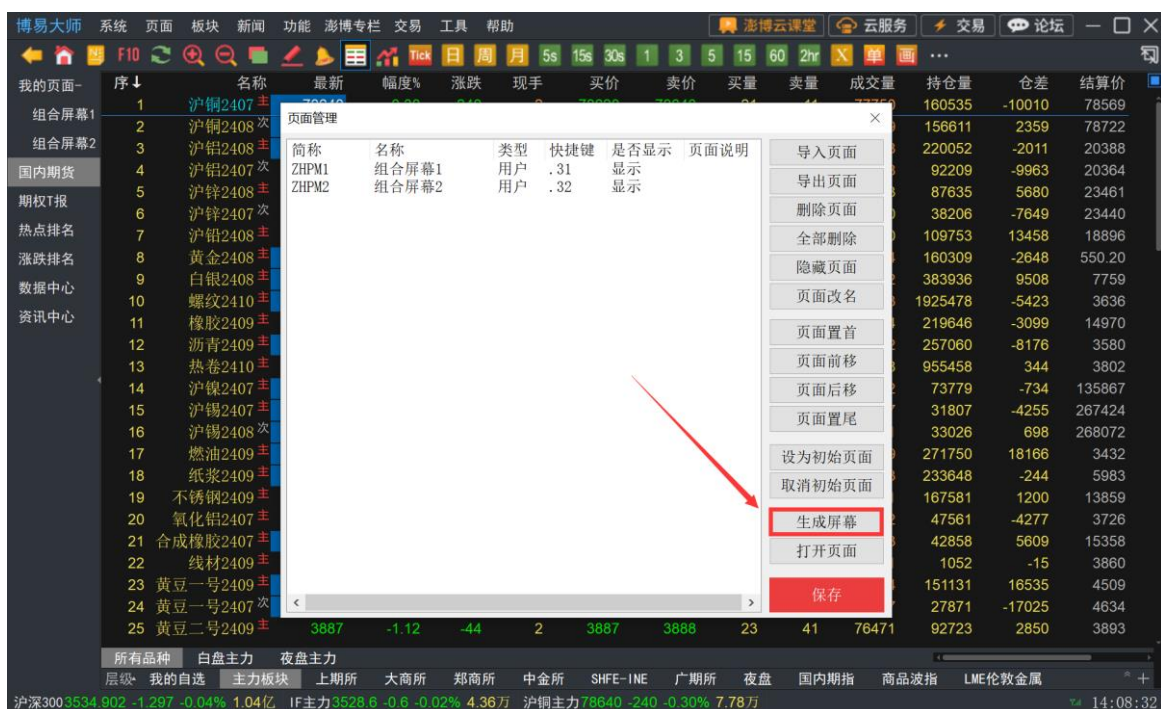 博易大师 系统 页面 板块 新闻 功能 澎博专栏 交易 工具 帮助 澎博云课堂 云服务 交易 论坛
F10 Tick 日 周 月 5s 15s 30s 1 3 5 15 60 2hr X 单 画 ···
我的页面-
组合屏幕1
组合屏幕2
国内期货
期权T报
热点排名
涨跌排名
数据中心
资讯中心
序↓ 名称 最新 幅度% 涨跌 现手 买价 卖价 买量 卖量 成交量 持仓量 仓差 结算价
1 沪铜2407 主 160535 -10010 78569
2 沪铜2408 次 156611 2359 78722
3 沪铝2408 主 220052 -2011 20388
4 沪铝2407 次 92209 -9963 20364
5 沪锌2408 主 87635 5680 23461
6 沪锌2407 次 38206 -7649 23440
7 沪铅2408 主 109753 13458 18896
8 黄金2408 主 160309 -2648 550.20
9 白银2408 主 383936 9508 7759
10 螺纹2410 主 1925478 -5423 3636
11 橡胶2409 主 219646 -3099 14970
12 沥青2409 主 257060 -8176 3580
13 热卷2410 主 955458 344 3802
14 沪镍2407 主 73779 -734 135867
15 沪锡2407 主 31807 -4255 267424
16 沪锡2408 次 33026 698 268072
17 燃油2409 主 271750 18166 3432
18 纸浆2409 主 233648 -244 5983
19 不锈钢2409 主 167581 1200 13859
20 氧化铝2407 主 47561 -4277 3726
21 合成橡胶2407 主 42858 5609 15358
22 线材2409 主 1052 -15 3860
23 黄豆一号2409 主 151131 16535 4509
24 黄豆一号2407 次 27871 -17025 4634
25 黄豆二号2409 主 3887 -1.12 -44 2 3887 3888 23 41 76471 92723 2850 3893
页面管理
简称 名称 类型 快捷键 是否显示 页面说明
ZHPM1 组合屏幕1 用户 .31 显示
ZHPM2 组合屏幕2 用户 .32 显示
导入页面
导出页面
删除页面
全部删除
隐藏页面
页面改名
页面置首
页面前移
页面后移
页面置尾
设为初始页面
取消初始页面
生成屏幕
打开页面
保存
所有品种 白盘主力 夜盘主力
层级 我的自选 主力板块 上期所 大商所 郑商所 中金所 SHFE-INE 广期所 夜盘 国内期指 商品波指 LME伦敦金属
沪深300 3534.902 -1.297 -0.04% 1.04亿 IF主力 3528.6 -0.6 -0.02% 4.36万 沪铜主力 78640 -240 -0.30% 7.78万 14:08:32